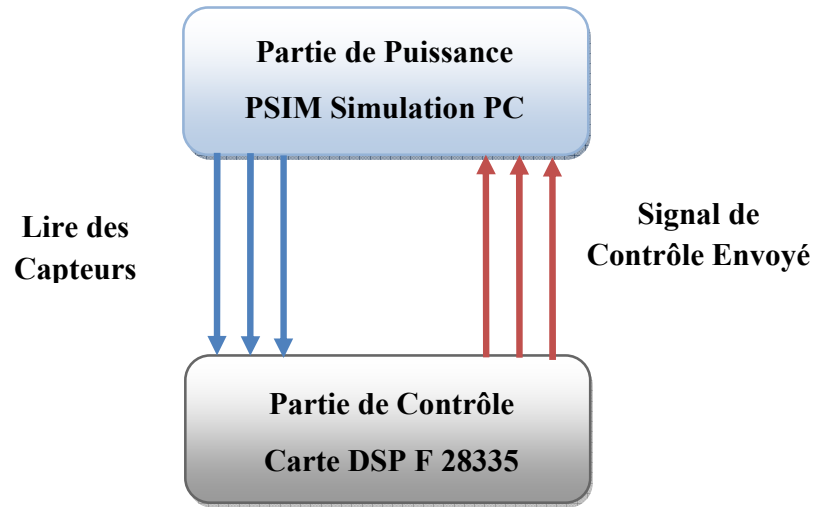 Partie de Puissance
PSIM Simulation PC
Lire des
Capteurs
Signal de
Contrôle Envoyé
Partie de Contrôle
Carte DSP F 28335